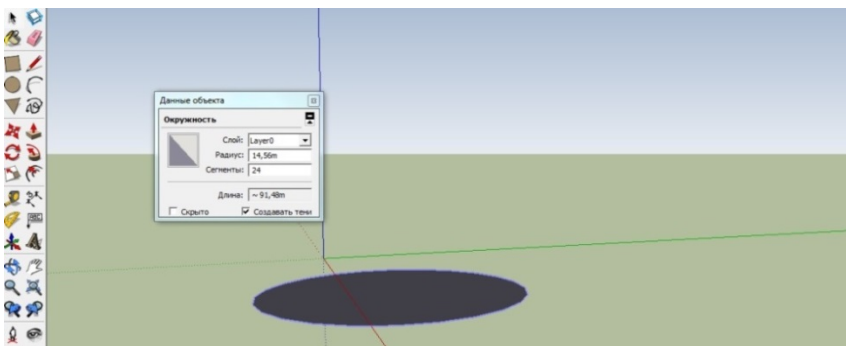 Данные объекта
Окружность
Слой: Layer0
Радиус: 14,56m
Сегменты: 24
Длина: ~ 91,48m
Скрыто Создавать тени